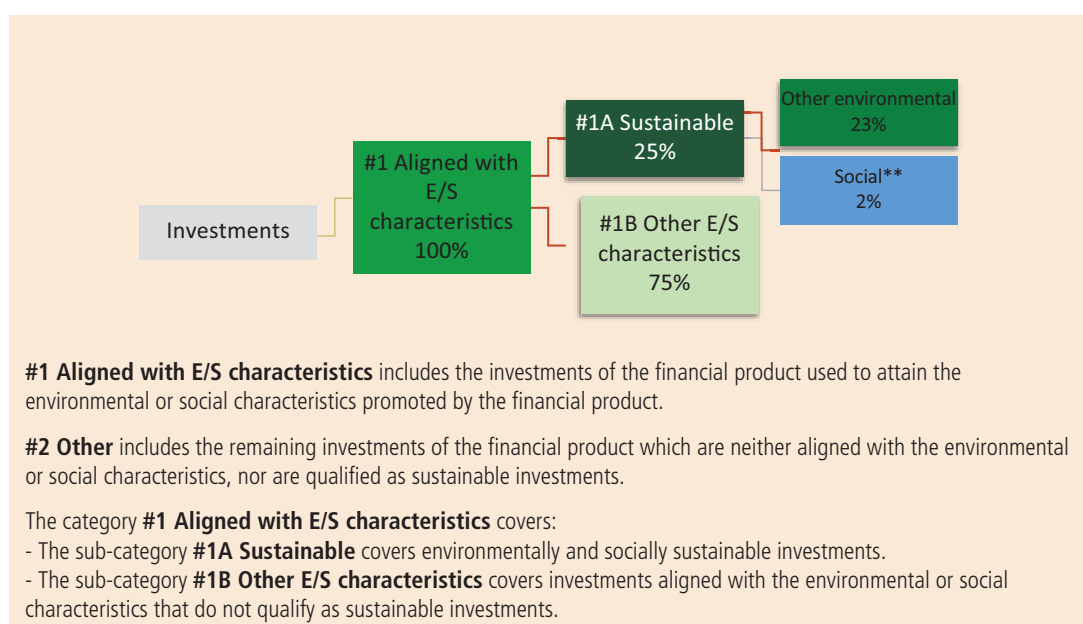 Investments
#1 Aligned with
E/S
characteristics
100%
#1A Sustainable
25%
#1B Other E/S
characteristics
75%
Other environmental
23%
Social**
2%
#1 Aligned with E/S characteristics includes the investments of the financial product used to attain the
environmental or social characteristics promoted by the financial product.
#2 Other includes the remaining investments of the financial product which are neither aligned with the environmental
or social characteristics, nor are qualified as sustainable investments.
The category #1 Aligned with E/S characteristics covers:
- The sub-category #1A Sustainable covers environmentally and socially sustainable investments.
- The sub-category #1B Other E/S characteristics covers investments aligned with the environmental or social
characteristics that do not qualify as sustainable investments.